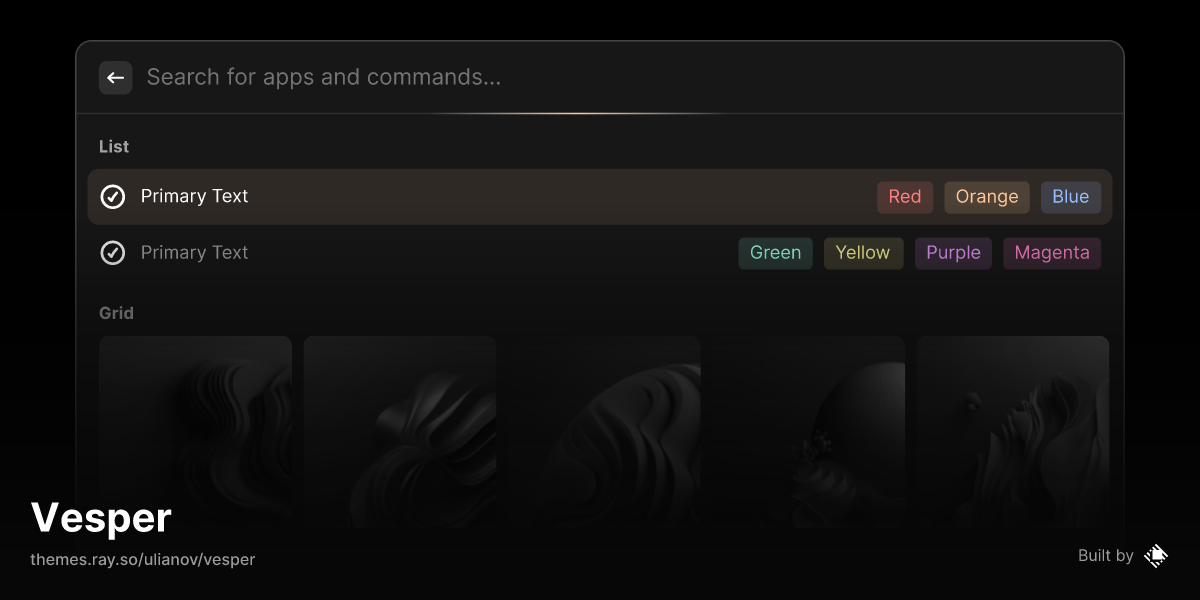 Search for apps and commands...
List
Primary Text Red Orange Blue
Primary Text Green Yellow Purple Magenta
Grid
Vesper
themes.ray.so/ulianov/vesper
Built by